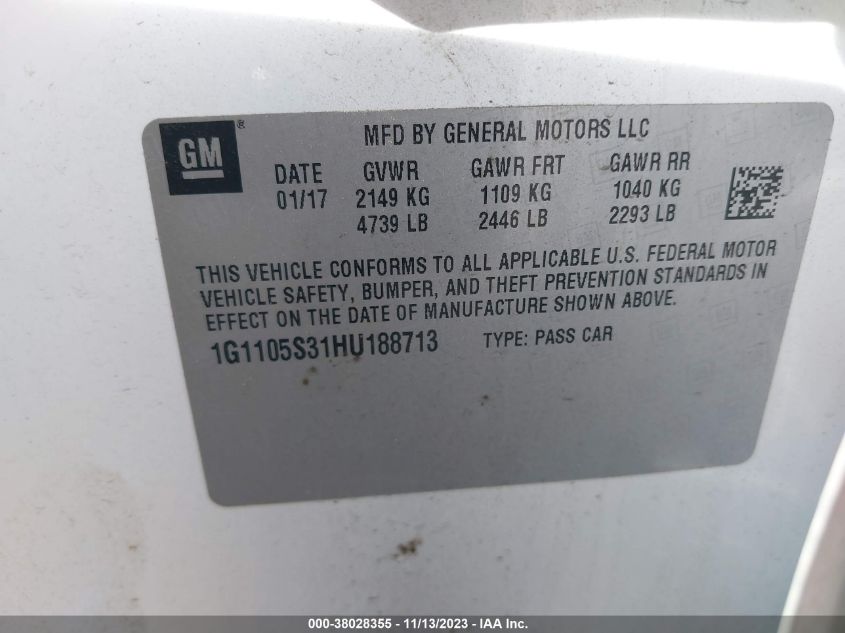 GM ®
MFD BY GENERAL MOTORS LLC
DATE GVWR GAWR FRT GAWR RR
01/17 2149 KG 1109 KG 1040 KG
4739 LB 2446 LB 2293 LB
THIS VEHICLE CONFORMS TO ALL APPLICABLE U.S. FEDERAL MOTOR
VEHICLE SAFETY, BUMPER, AND THEFT PREVENTION STANDARDS IN
EFFECT ON THE DATE OF MANUFACTURE SHOWN ABOVE.
1G1105S31HU188713 TYPE: PASS CAR
000-38028355 — 11/13/2023 — IAA Inc.